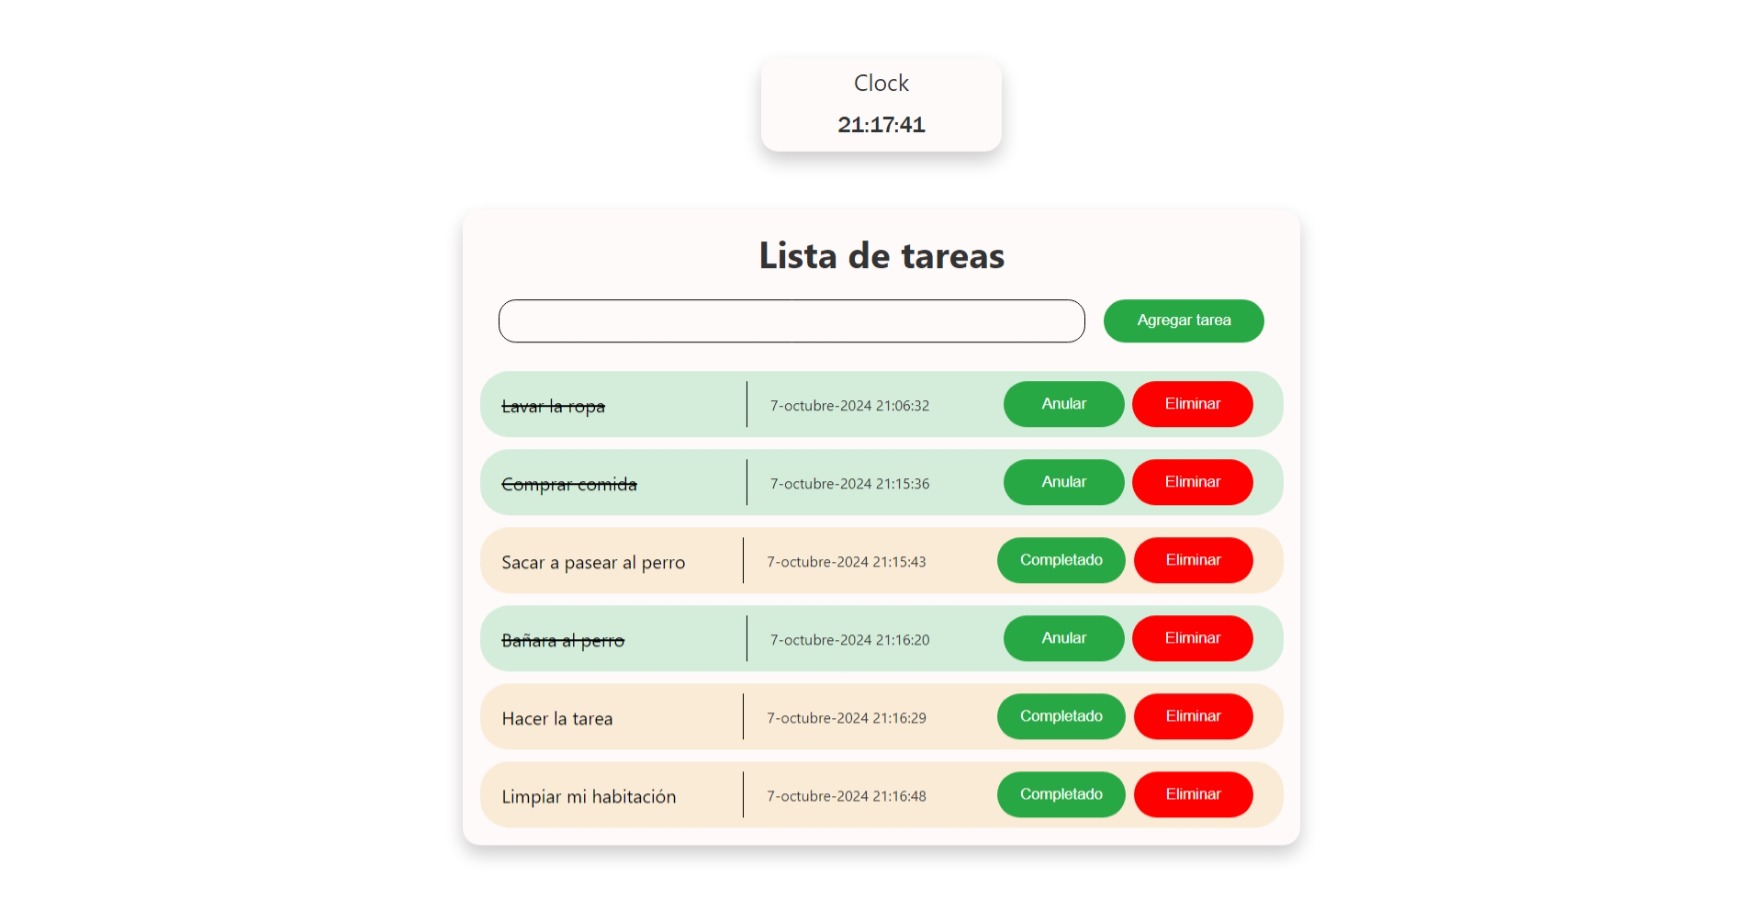 Clock
21:17:41
Lista de tareas
Agregar tarea
Lavar la ropa 7-octubre-2024 21:06:32 Anular Eliminar
Comprar comida 7-octubre-2024 21:15:36 Anular Eliminar
Sacar a pasear al perro 7-octubre-2024 21:15:43 Completado Eliminar
Bañara al perro 7-octubre-2024 21:16:20 Anular Eliminar
Hacer la tarea 7-octubre-2024 21:16:29 Completado Eliminar
Limpiar mi habitación 7-octubre-2024 21:16:48 Completado Eliminar